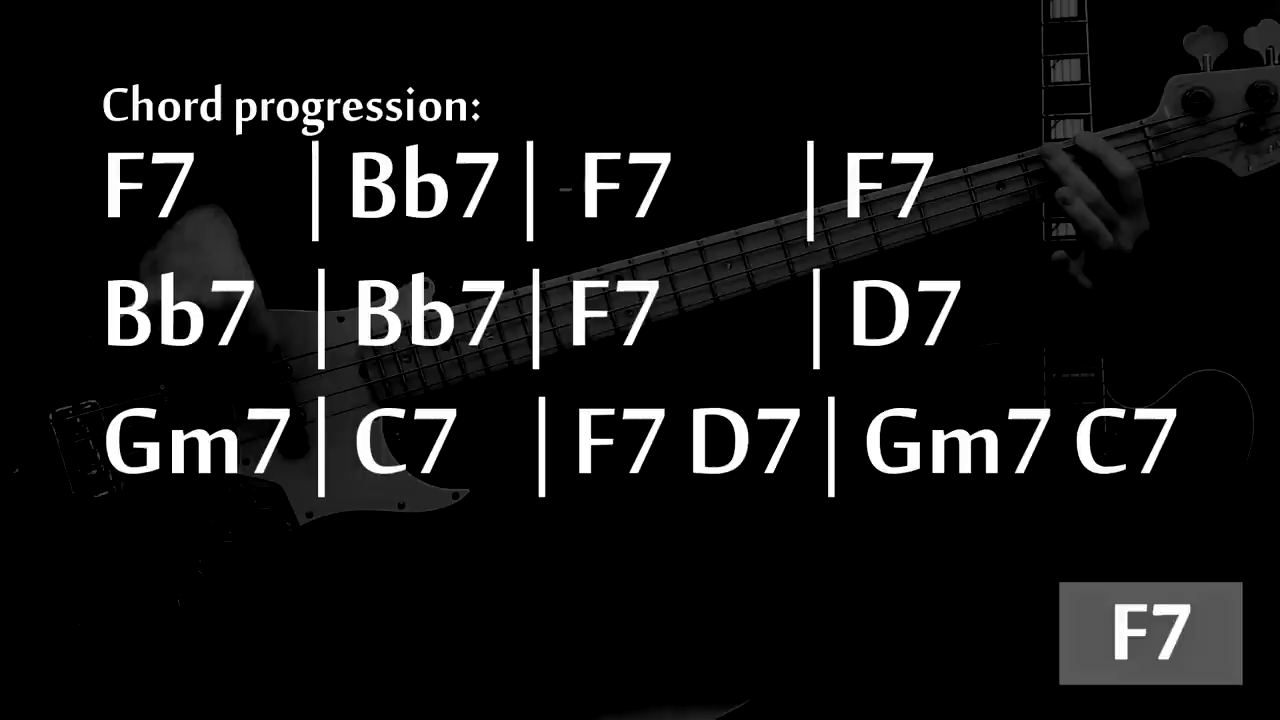 Chord progression:
F7 | Bb7 | F7 | F7
Bb7 | Bb7 | F7 | D7
Gm7 | C7 | F7 D7 | Gm7 C7
F7